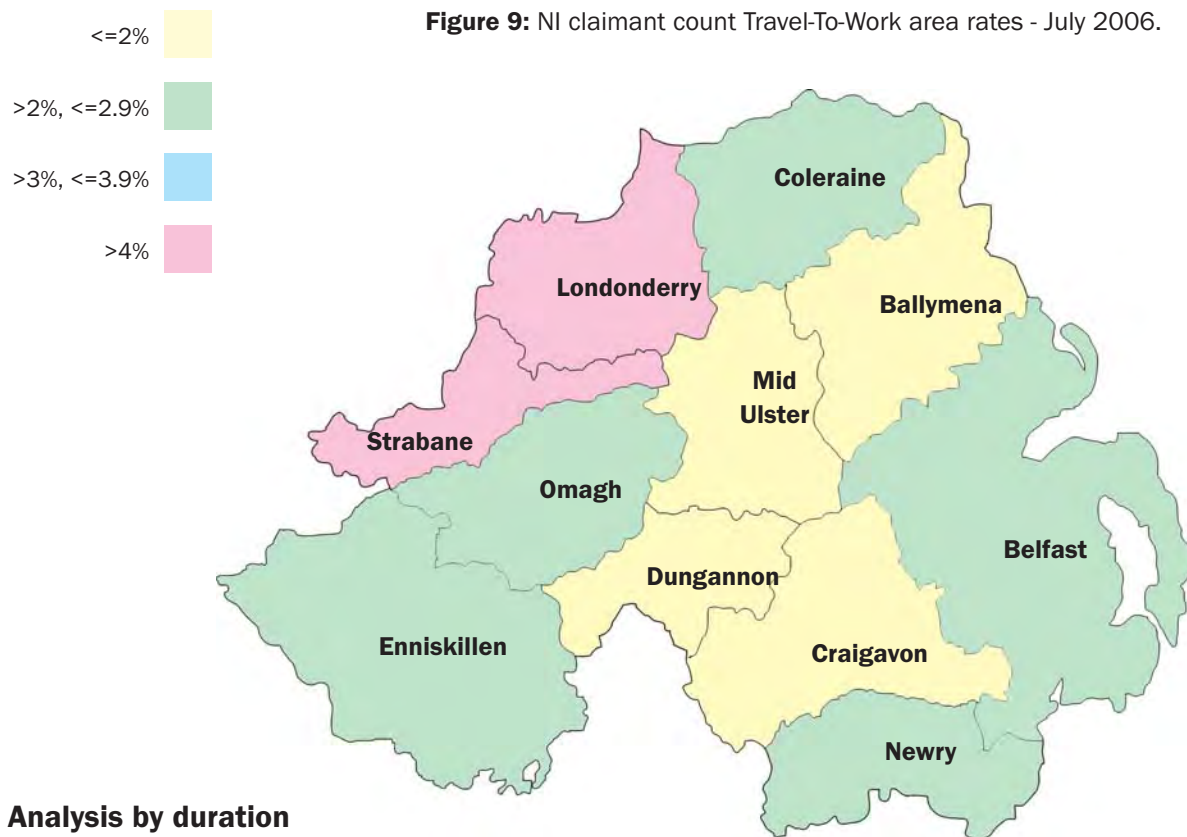 Figure 9: NI claimant count Travel-To-Work area rates - July 2006.
<=2%
>2%, <=2.9%
>3%, <=3.9%
>4%
Coleraine
Londonderry
Ballymena
Mid
Ulster
Strabane
Omagh
Belfast
Dungannon
Enniskillen
Craigavon
Newry
Analysis by duration